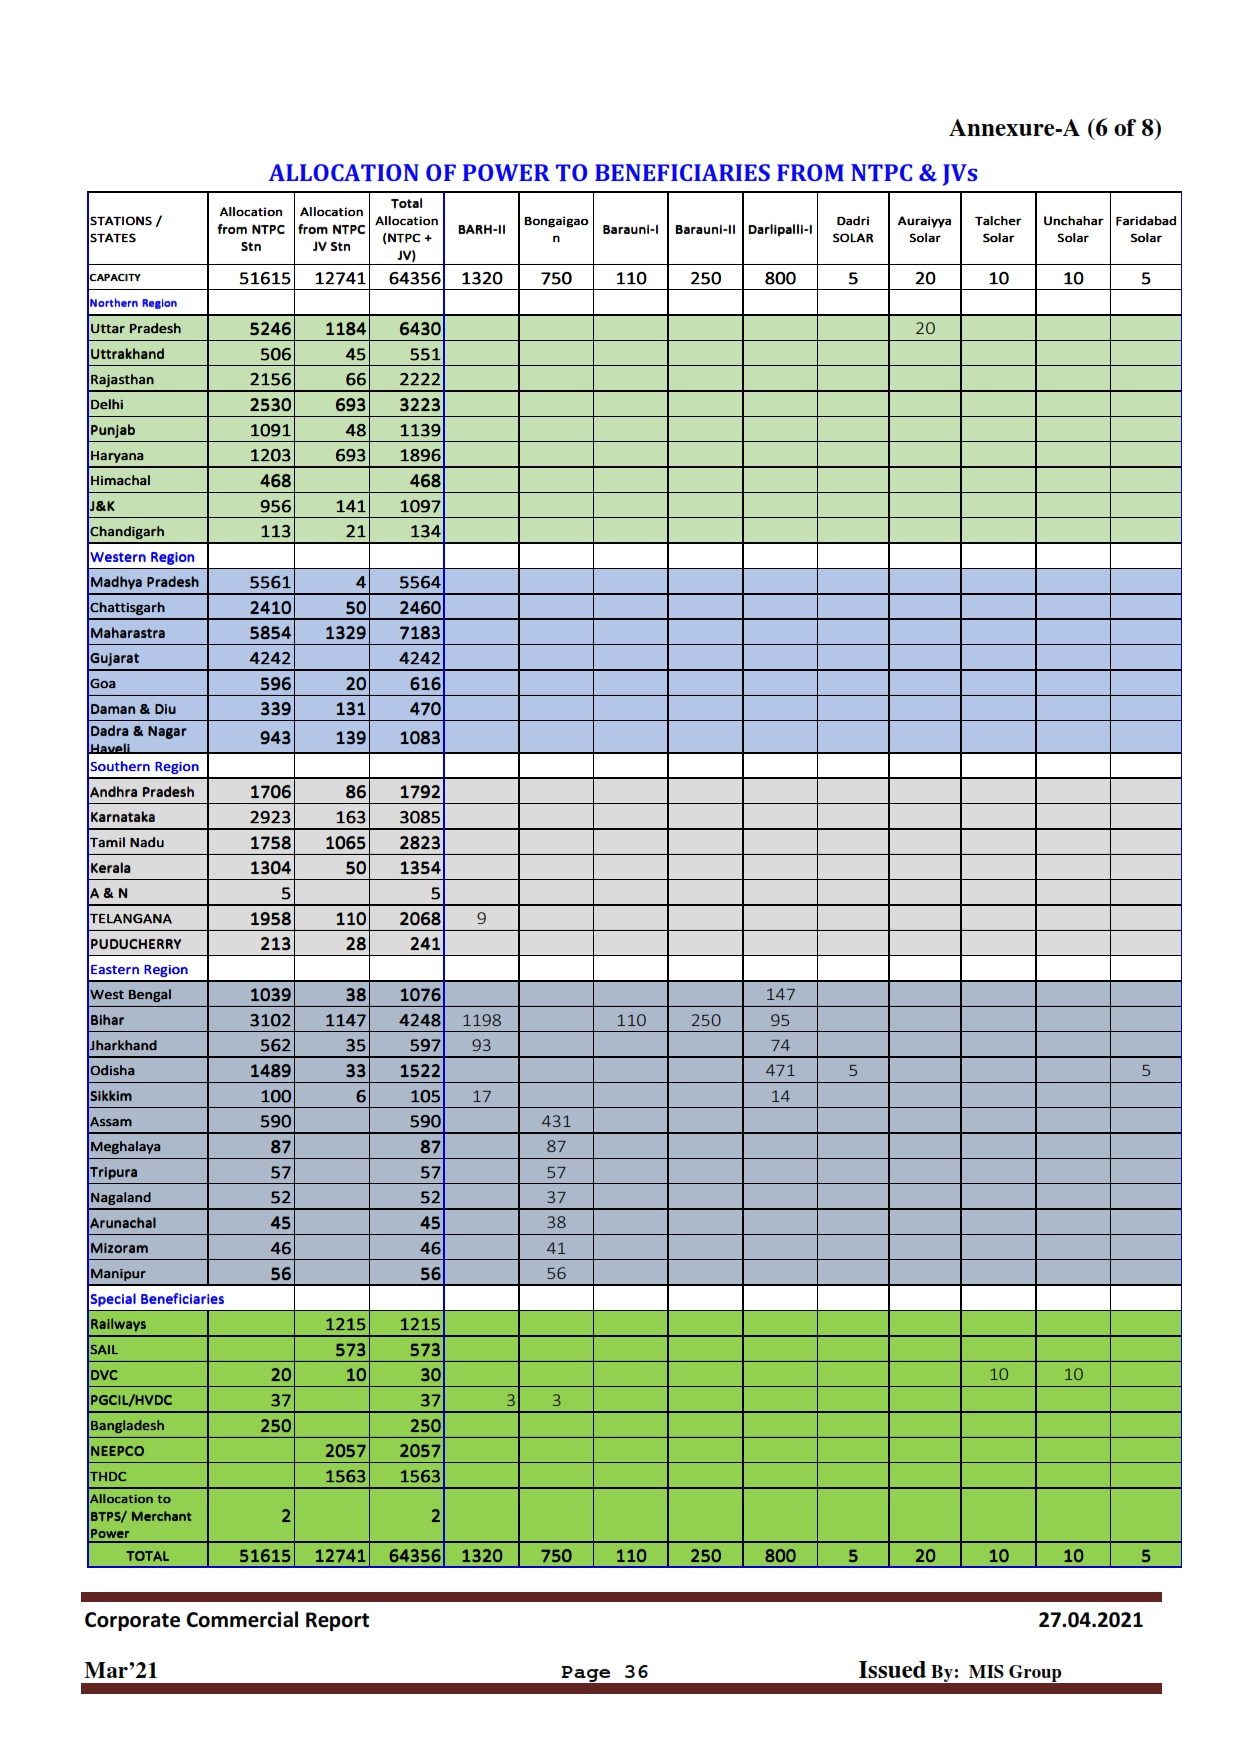 Annexure-A (6 of 8)
ALLOCATION OF POWER TO BENEFICIARIES FROM NTPC & JVs
STATIONS / STATES Allocation from NTPC Stn Allocation from NTPC JV Stn Total Allocation (NTPC + JV) BARH-II Bongaigaon Barauni-I Barauni-II Darlipalli-I Dadri SOLAR Auraiyya Solar Talcher Solar Unchahar Solar Faridabad Solar
CAPACITY 51615 12741 64356 1320 750 110 250 800 5 20 10 10 5
Northern Region
Uttar Pradesh 5246 1184 6430 20
Uttrakhand 506 45 551
Rajasthan 2156 66 2222
Delhi 2530 693 3223
Punjab 1091 48 1139
Haryana 1203 693 1896
Himachal 468 468
J&K 956 141 1097
Chandigarh 113 21 134
Western Region
Madhya Pradesh 5561 4 5564
Chattisgarh 2410 50 2460
Maharastra 5854 1329 7183
Gujarat 4242 4242
Goa 596 20 616
Daman & Diu 339 131 470
Dadra & Nagar Haveli 943 139 1083
Southern Region
Andhra Pradesh 1706 86 1792
Karnataka 2923 163 3085
Tamil Nadu 1758 1065 2823
Kerala 1304 50 1354
A & N 5 5
TELANGANA 1958 110 2068 9
PUDUCHERRY 213 28 241
Eastern Region
West Bengal 1039 38 1076 147
Bihar 3102 1147 4248 1198 110 250 95
Jharkhand 562 35 597 93 74
Odisha 1489 33 1522 471 5 5
Sikkim 100 6 105 17 14
Assam 590 590 431
Meghalaya 87 87 87
Tripura 57 57 57
Nagaland 52 52 37
Arunachal 45 45 38
Mizoram 46 46 41
Manipur 56 56 56
Special Beneficiaries
Railways 1215 1215
SAIL 573 573
DVC 20 10 30 10 10
PGCIL/HVDC 37 37 3 3
Bangladesh 250 250
NEEPCO 2057 2057
THDC 1563 1563
Allocation to BTPS/ Merchant Power 2 2
TOTAL 51615 12741 64356 1320 750 110 250 800 5 20 10 10 5
Corporate Commercial Report 27.04.2021
Mar’21 Page 36 Issued By: MIS Group